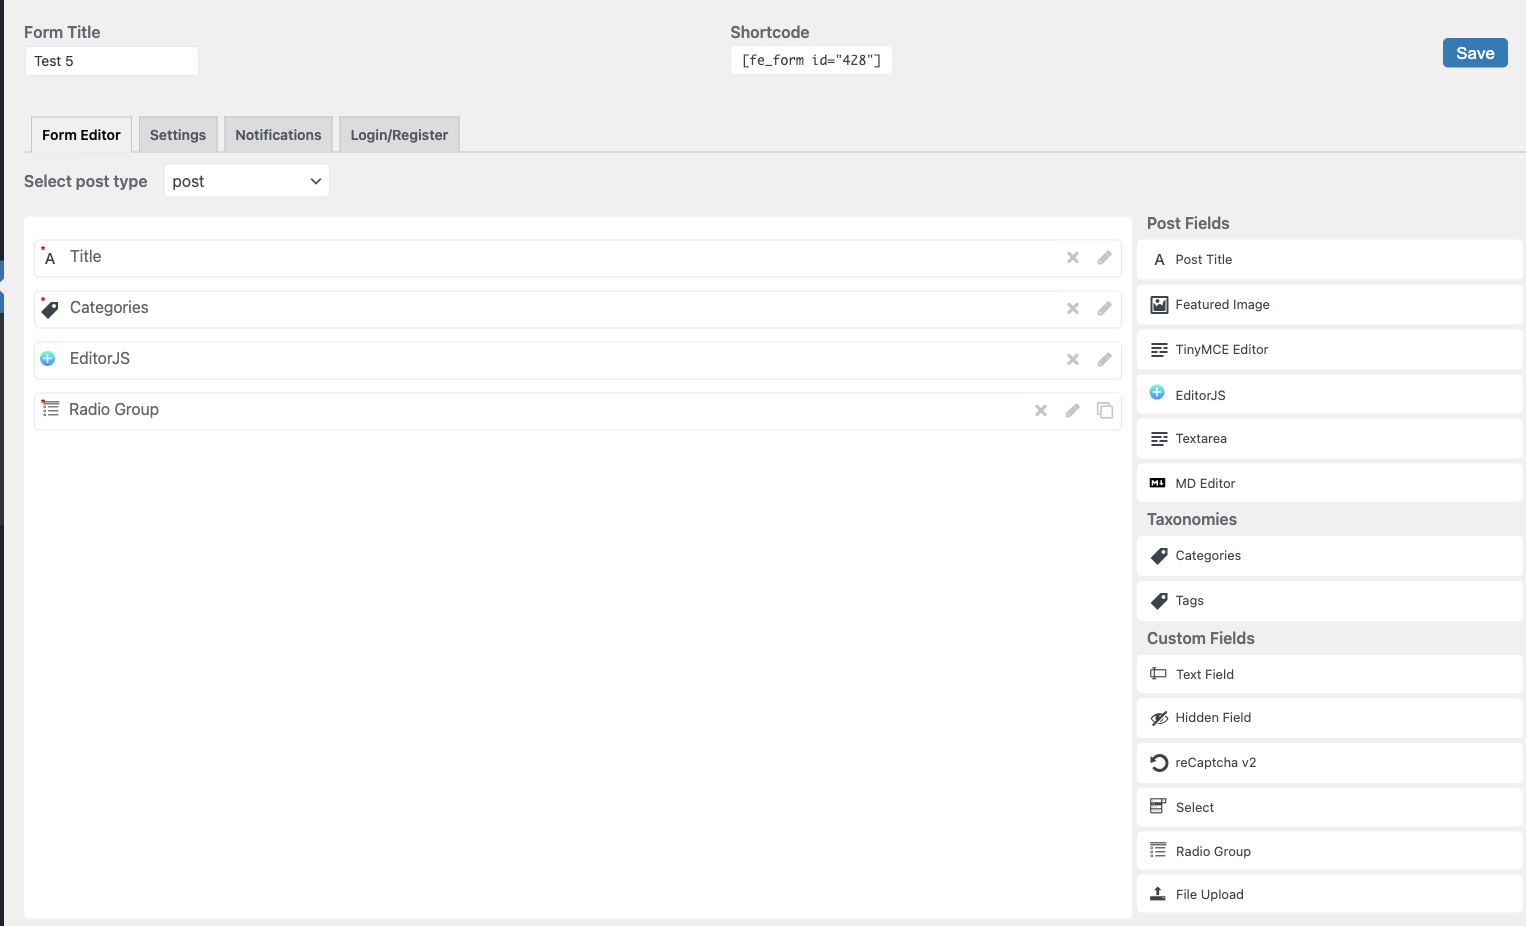 Form Title
Shortcode
Test 5
[fe_form id="428"]
Save
Form Editor
Settings
Notifications
Login/Register
Select post type
post
Title
Categories
EditorJS
Radio Group
Post Fields
A Post Title
Featured Image
TinyMCE Editor
EditorJS
Textarea
MD Editor
Taxonomies
Categories
Tags
Custom Fields
Text Field
Hidden Field
reCaptcha v2
Select
Radio Group
File Upload